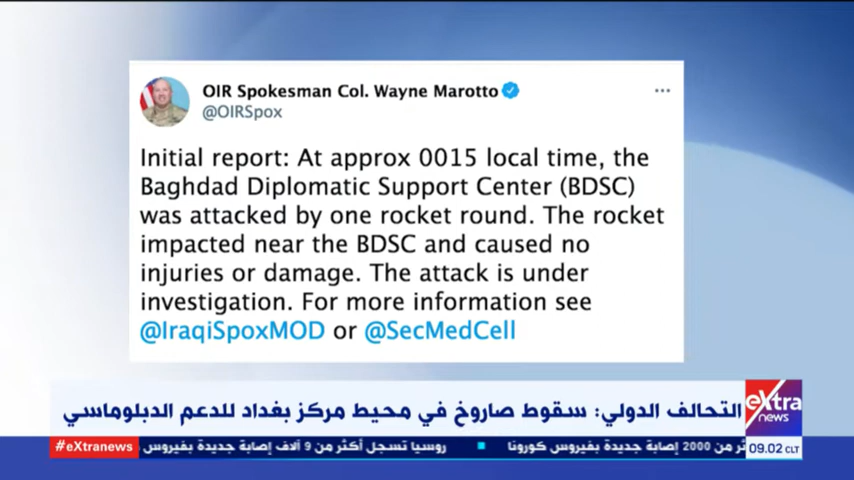 OIR Spokesman Col. Wayne Marotto
@OIRSpox
Initial report: At approx 0015 local time, the
Baghdad Diplomatic Support Center (BDSC)
was attacked by one rocket round. The rocket
impacted near the BDSC and caused no
injuries or damage. The attack is under
investigation. For more information see
@IraqiSpoxMOD or @SecMedCell
التحالف الدولي: سقوط صاروخ في محيط مركز بغداد للدعم الدبلوماسي
eXtra
news
#eXtranews
من 2000 إصابة جديدة بفيروس كورونا
روسيا تسجل أكثر من 9 آلاف إصابة جديدة بفيروس
09.02 CLT